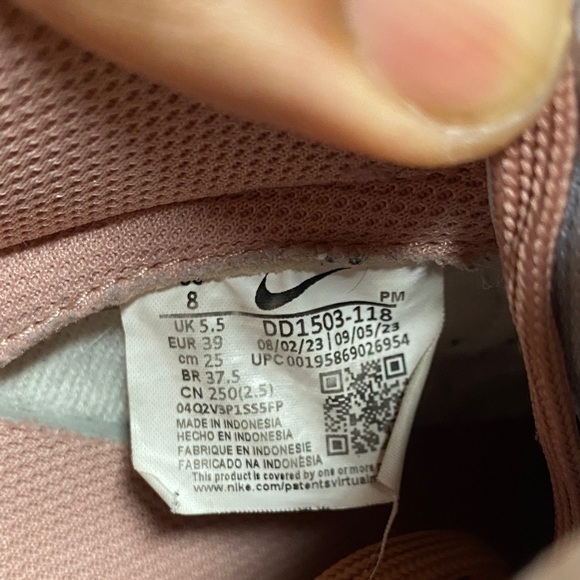 8
PM
UK 5.5
EUR 39
cm 25
BR 37.5
CN 250(2.5)
DD1503-118
08/02/23 | 09/05/23
UPC 00195869026954
04Q2V3P1S55FP
MADE IN INDONESIA
HECHO EN INDONESIA
FABRIQUE EN INDONESIE
FABRICADO NA INDONÉSIA
This product is covered by one or more
www.nike.com/patentsvirtual